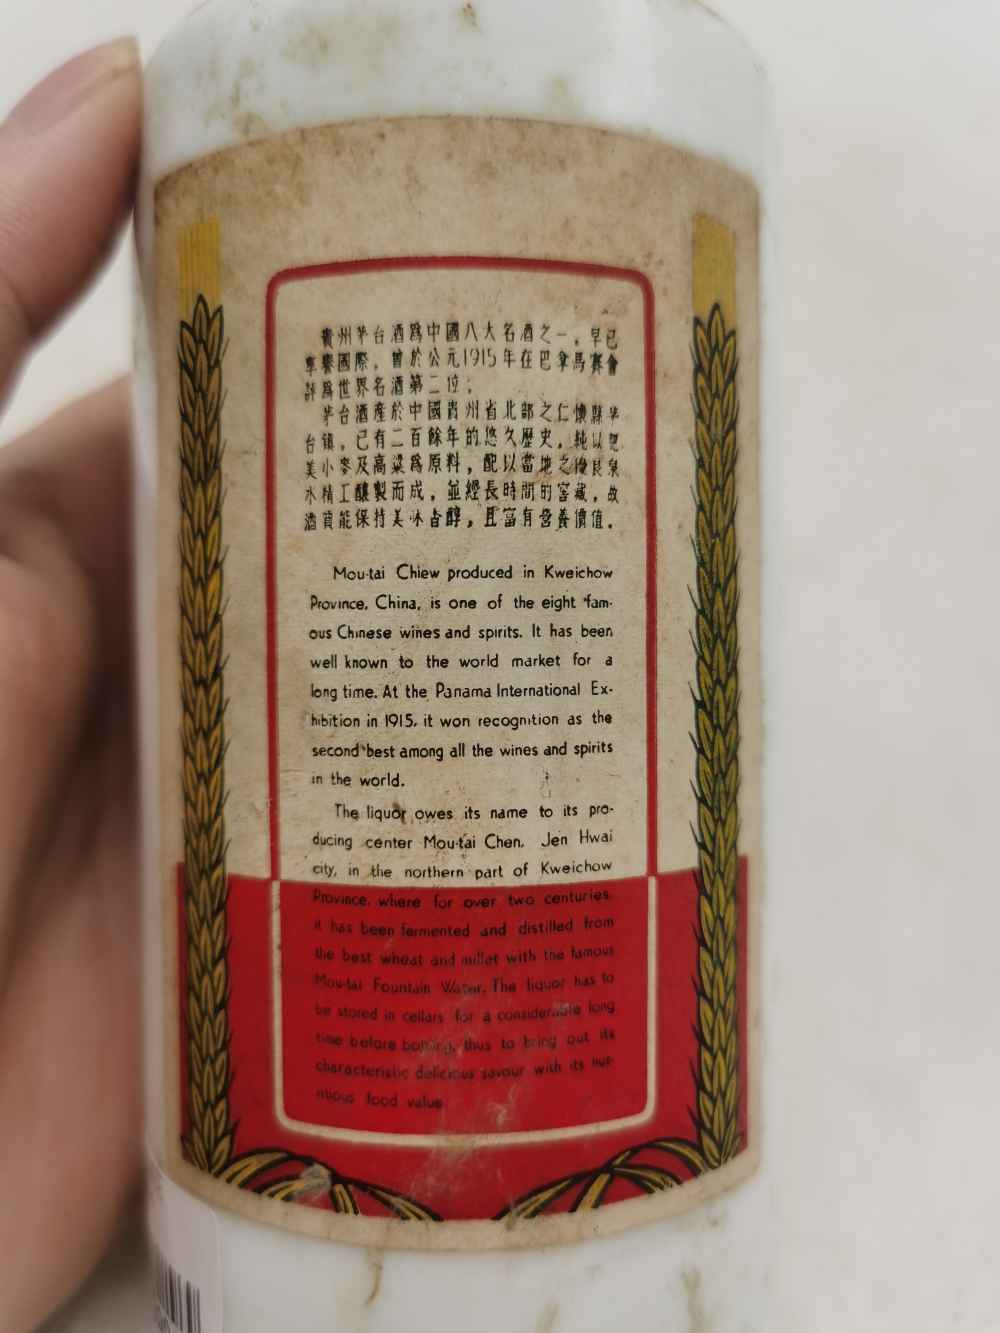 貴州茅台酒爲中國八大名酒之一，早已
享譽國際，曾於公元1915年在巴拿馬賽會
評爲世界名酒第二位；
茅台酒產於中國貴州省北部之仁懷縣茅
台鎮，已有二百餘年的悠久歷史，純以
美小麥及高粱爲原料，配以當地之優良泉
水精工釀製而成，並經長時間的窖藏，故
酒質能保持美味香醇，且富有營養價值。
Mou-tai Chiew produced in Kweichow
Province, China, is one of the eight "fam-
ous Chinese wines and spirits. It has been
well known to the world market for a
long time. At the Panama International Ex-
hibition in 1915, it won recognition as the
second "best among all the wines and spirits
in the world.
The liquor owes its name to its pro-
ducing center Mou-tai Chen, Jen Hwai
city, in the northern part of Kweichow
Province, where for over two centuries,
it has been fermented and distilled from
the best wheat and millet with the famous
Mou-tai Fountain Water. The liquor has to
be stored in cellars for a considerable long
time before bottling, thus to bring out its
characteristic delicious savour with its nut-
ritious food value